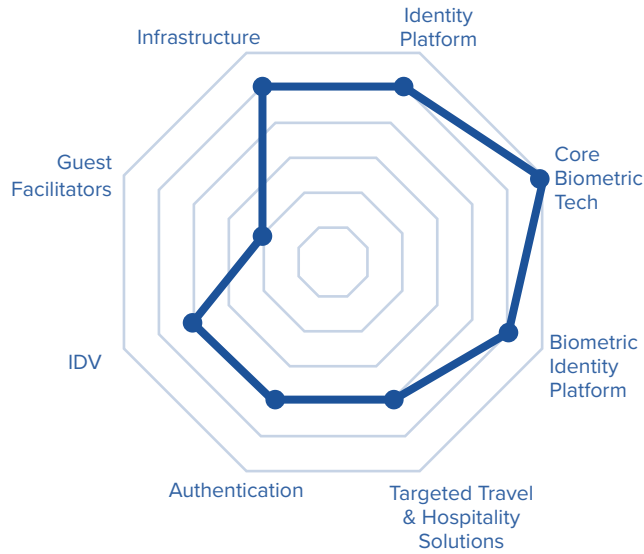 Infrastructure
Identity
Platform
Core
Biometric
Tech
Biometric
Identity
Platform
Targeted Travel
& Hospitality
Solutions
Authentication
IDV
Guest
Facilitators